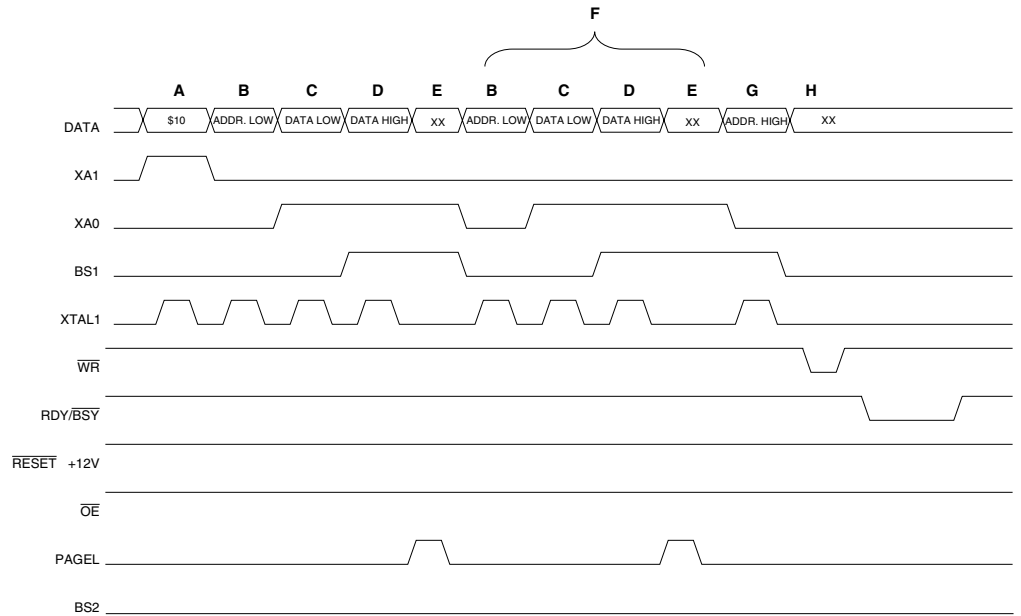 F
A B C D E B C D E G H
DATA $10 ADDR. LOW DATA LOW DATA HIGH XX ADDR. LOW DATA LOW DATA HIGH XX ADDR. HIGH XX
XA1
XA0
BS1
XTAL1
WR
RDY/BSY
RESET +12V
OE
PAGEL
BS2